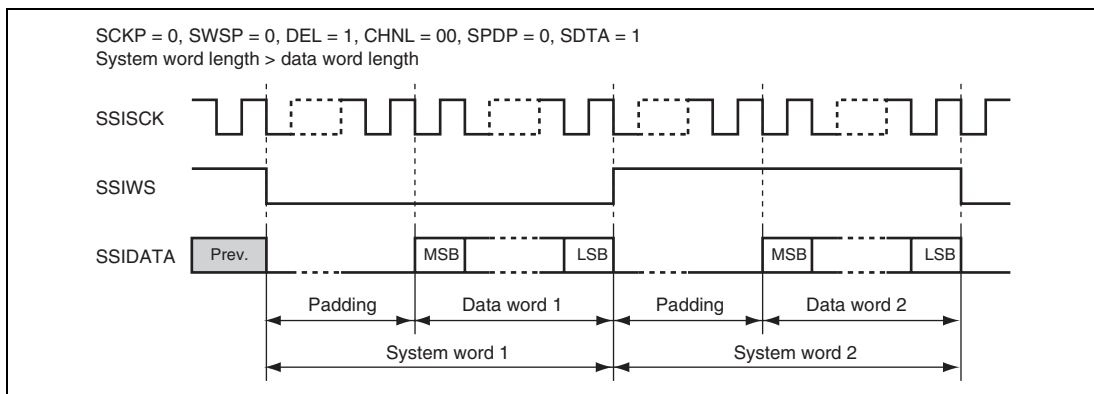 SCKP = 0, SWSP = 0, DEL = 1, CHNL = 00, SPDP = 0, SDTA = 1
System word length > data word length
SSISCK
SSIWS
SSIDATA
Prev.
MSB
LSB
MSB
LSB
Padding
Data word 1
Padding
Data word 2
System word 1
System word 2